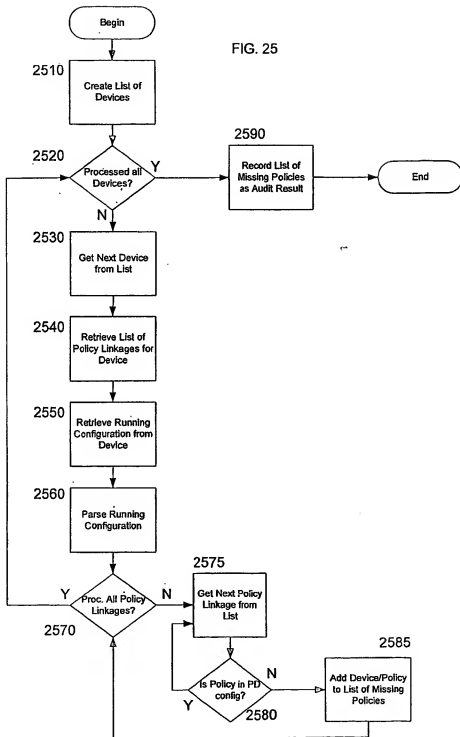 Begin
FIG. 25
2510
Create List of
Devices
2520
Processed all
Devices?
Y
N
2590
Record List of
Missing Policies
as Audit Result
End
2530
Get Next Device
from List
2540
Retrieve List of
Policy Linkages for
Device
2550
Retrieve Running
Configuration from
Device
2560
Parse Running
Configuration
Y
Proc. All Policy
Linkages?
N
2570
2575
Get Next Policy
Linkage from
List
Is Policy in PD
config?
Y
N
2580
2585
Add Device/Policy
to List of Missing
Policies